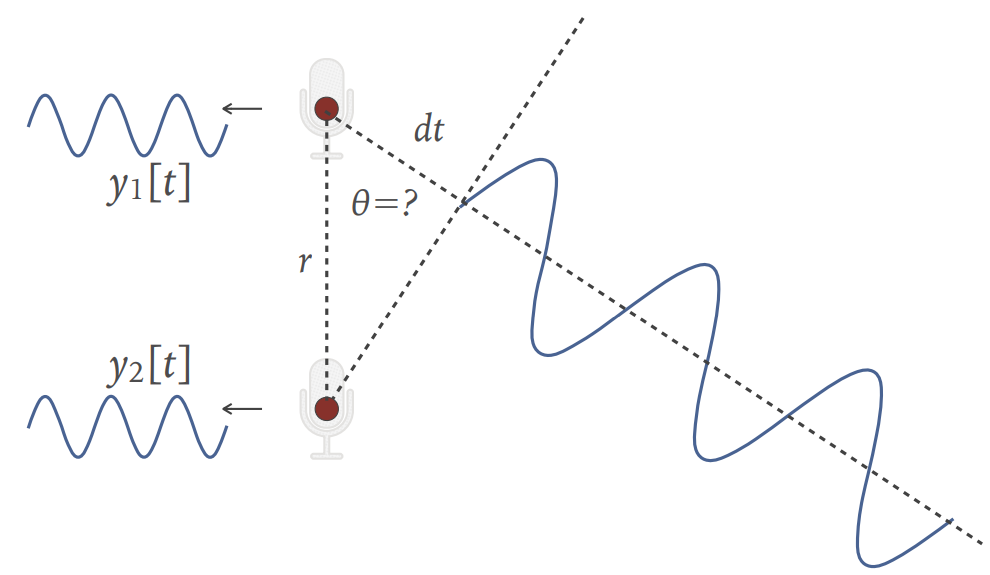 y1[t]
dt
θ=?
r
y2[t]